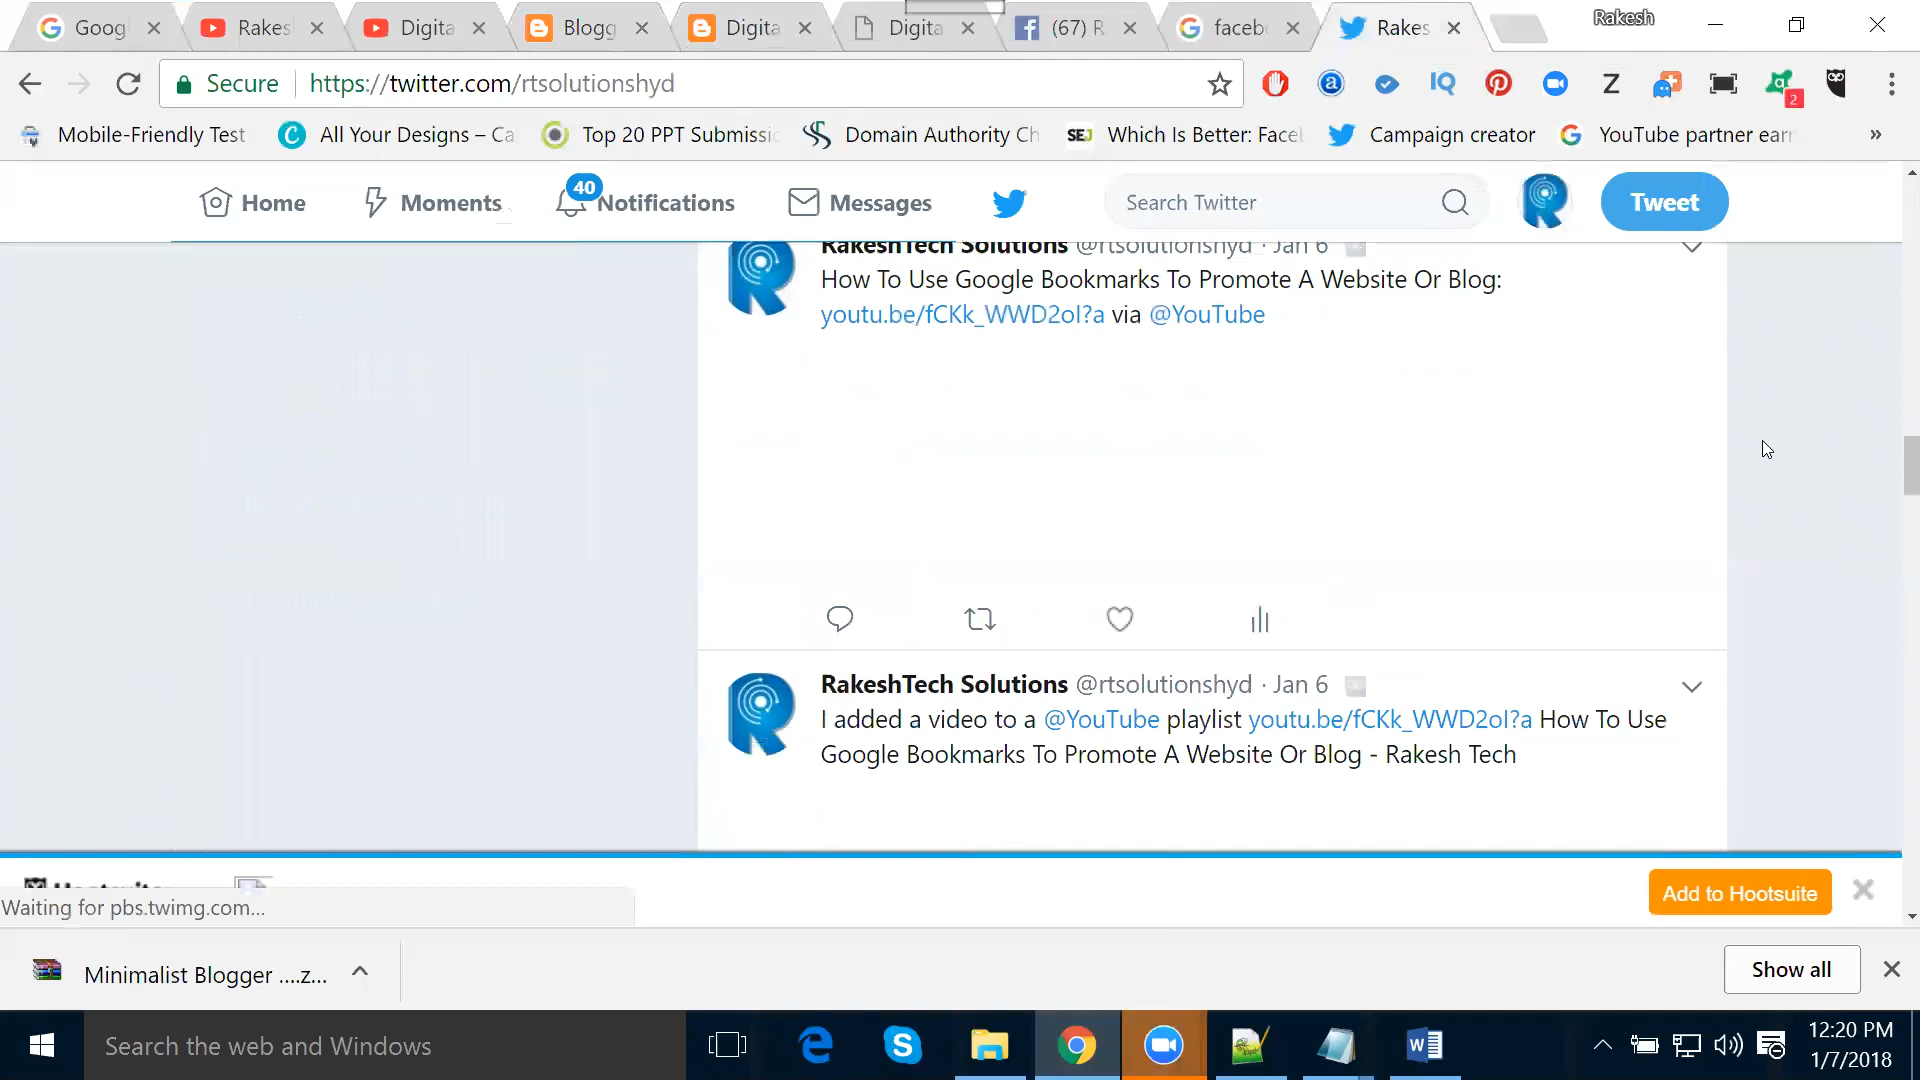 Goog
Rakes
Digita
Blogg
Digita
Digita
(67) R
faceb
Rakes
Rakesh
Secure
https://twitter.com/rtsolutionshyd
2
Mobile-Friendly Test
All Your Designs – Ca
Top 20 PPT Submissio
Domain Authority Ch
SEJ Which Is Better: Facel
Campaign creator
YouTube partner earn
»
Home
Moments
40
Notifications
Messages
Search Twitter
Tweet
RakeshTech Solutions @rtsolutionshyd · Jan 6
How To Use Google Bookmarks To Promote A Website Or Blog:
youtu.be/fCKk_WWD2oI?a via @YouTube
RakeshTech Solutions @rtsolutionshyd · Jan 6
I added a video to a @YouTube playlist youtu.be/fCKk_WWD2oI?a How To Use
Google Bookmarks To Promote A Website Or Blog - Rakesh Tech
Add to Hootsuite
Waiting for pbs.twimg.com...
Minimalist Blogger ....z...
Show all
Search the web and Windows
12:20 PM
1/7/2018